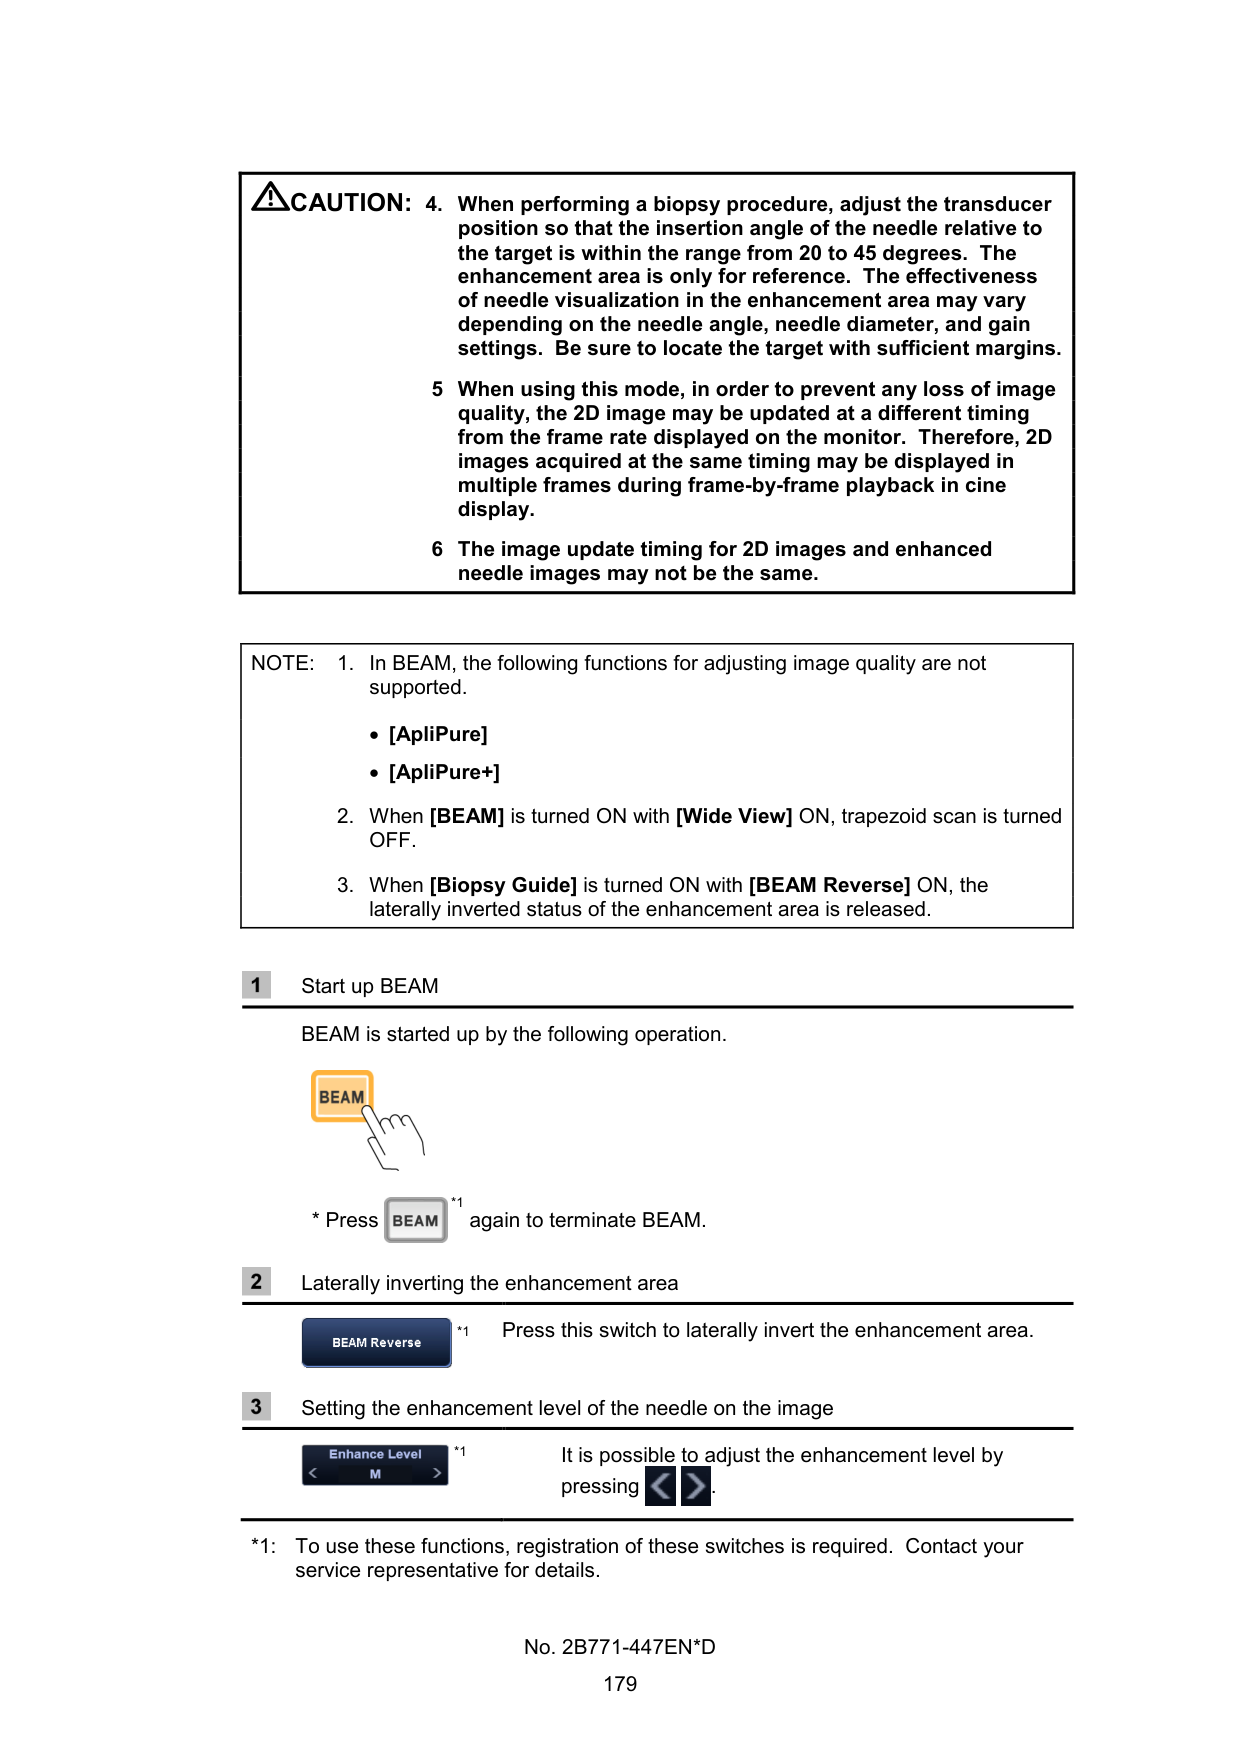 ⚠CAUTION: 4. When performing a biopsy procedure, adjust the transducer
position so that the insertion angle of the needle relative to
the target is within the range from 20 to 45 degrees. The
enhancement area is only for reference. The effectiveness
of needle visualization in the enhancement area may vary
depending on the needle angle, needle diameter, and gain
settings. Be sure to locate the target with sufficient margins.
5 When using this mode, in order to prevent any loss of image
quality, the 2D image may be updated at a different timing
from the frame rate displayed on the monitor. Therefore, 2D
images acquired at the same timing may be displayed in
multiple frames during frame-by-frame playback in cine
display.
6 The image update timing for 2D images and enhanced
needle images may not be the same.
NOTE: 1. In BEAM, the following functions for adjusting image quality are not
supported.
• [ApliPure]
• [ApliPure+]
2. When [BEAM] is turned ON with [Wide View] ON, trapezoid scan is turned
OFF.
3. When [Biopsy Guide] is turned ON with [BEAM Reverse] ON, the
laterally inverted status of the enhancement area is released.
1 Start up BEAM
BEAM is started up by the following operation.
BEAM
* Press BEAM *1 again to terminate BEAM.
2 Laterally inverting the enhancement area
BEAM Reverse *1 Press this switch to laterally invert the enhancement area.
3 Setting the enhancement level of the needle on the image
Enhance Level *1 It is possible to adjust the enhancement level by
< M > pressing < >.
*1: To use these functions, registration of these switches is required. Contact your
service representative for details.
No. 2B771-447EN*D
179